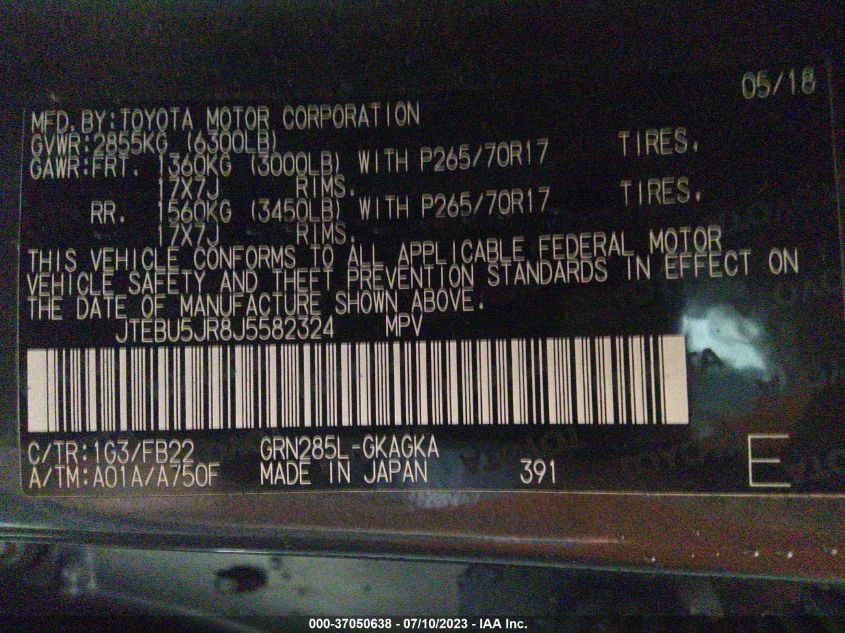 05/18
MFD.BY:TOYOTA MOTOR CORPORATION
GVWR:2855KG (6300LB)
GAWR:FRT. 1360KG (3000LB) WITH P265/70R17 TIRES,
17X7J RIMS.
RR. 1560KG (3450LB) WITH P265/70R17 TIRES,
17X7J RIMS.
THIS VEHICLE CONFORMS TO ALL APPLICABLE FEDERAL MOTOR
VEHICLE SAFETY AND THEFT PREVENTION STANDARDS IN EFFECT ON
THE DATE OF MANUFACTURE SHOWN ABOVE.
JTEBU5JR8J5582324 MPV
C/TR:1G3/FB22 GRN285L-GKAGKA
A/TM:A01A/A750F MADE IN JAPAN 391 E
000-37050638 - 07/10/2023 - IAA Inc.